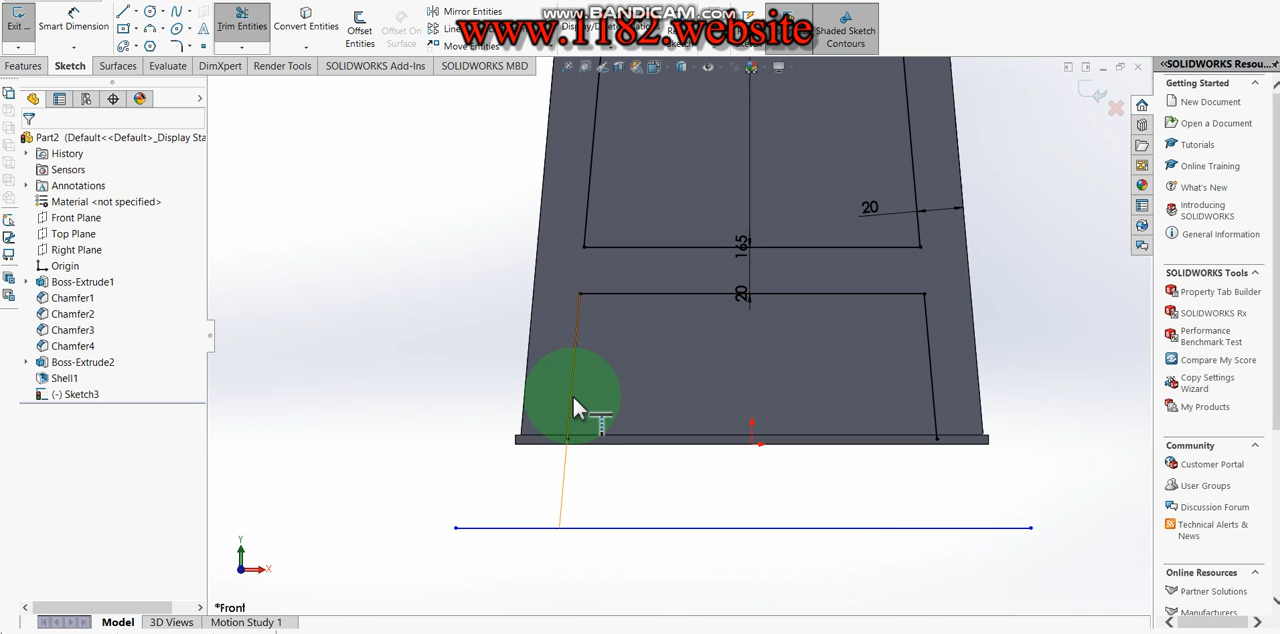 www.BANDICAM.com
www.1182.website
Exit ...
Smart Dimension
Trim Entities
Convert Entities
Offset
Entities
Offset On
Surface
Mirror Entities
Move Entities
Shaded Sketch
Contours
Features
Sketch
Surfaces
Evaluate
DimXpert
Render Tools
SOLIDWORKS Add-Ins
SOLIDWORKS MBD
Part2 (Default<<Default>_Display Sta
History
Sensors
Annotations
Material <not specified>
Front Plane
Top Plane
Right Plane
Origin
Boss-Extrude1
Chamfer1
Chamfer2
Chamfer3
Chamfer4
Boss-Extrude2
Shell1
(-) Sketch3
20
165
20
Y
X
*Front
Model
3D Views
Motion Study 1
SOLIDWORKS Resou...
Getting Started
New Document
Open a Document
Tutorials
Online Training
What's New
Introducing
SOLIDWORKS
General Information
SOLIDWORKS Tools
Property Tab Builder
SOLIDWORKS Rx
Performance
Benchmark Test
Compare My Score
Copy Settings
Wizard
My Products
Community
Customer Portal
User Groups
Discussion Forum
Technical Alerts &
News
Online Resources
Partner Solutions
Manufacturers